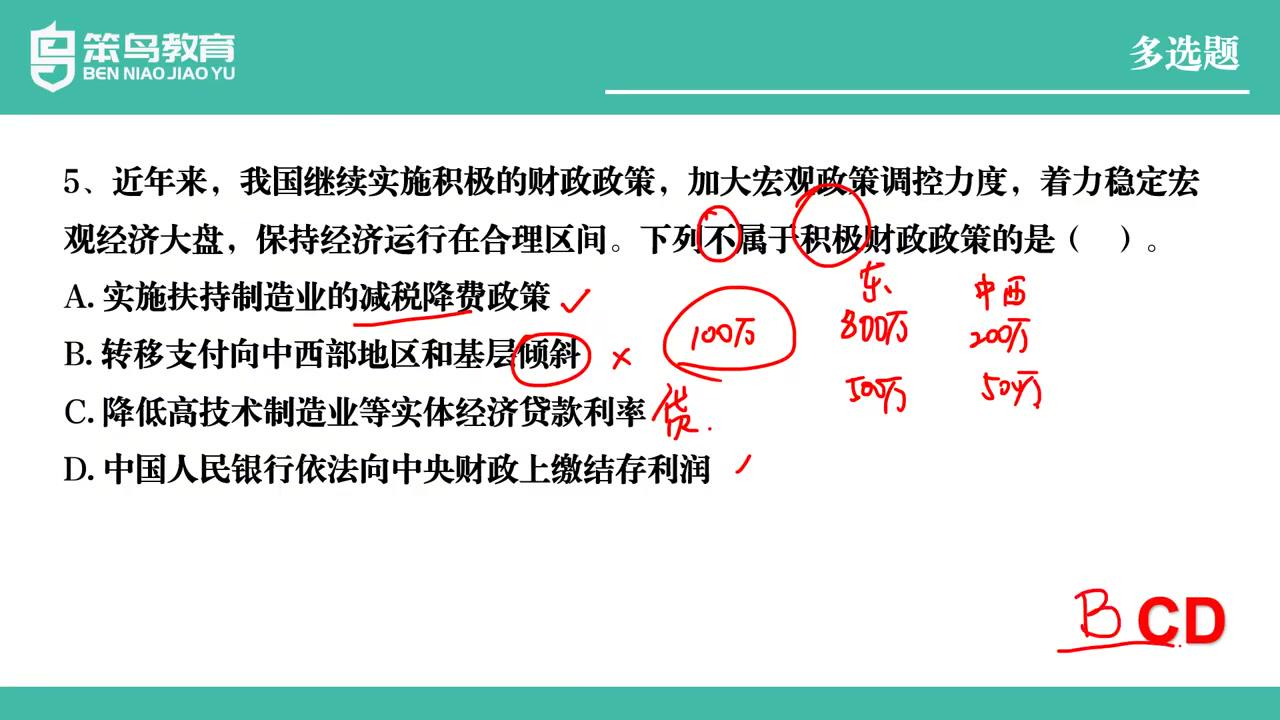 笨鸟教育
BEN NIAO JIAO YU
多选题
5、近年来，我国继续实施积极的财政政策，加大宏观政策调控力度，着力稳定宏
观经济大盘，保持经济运行在合理区间。下列不属于积极财政政策的是（ ）。
A. 实施扶持制造业的减税降费政策
B. 转移支付向中西部地区和基层倾斜
C. 降低高技术制造业等实体经济贷款利率
D. 中国人民银行依法向中央财政上缴结存利润
100万
东 中西
800万 200万
500万 50万
货
B CD